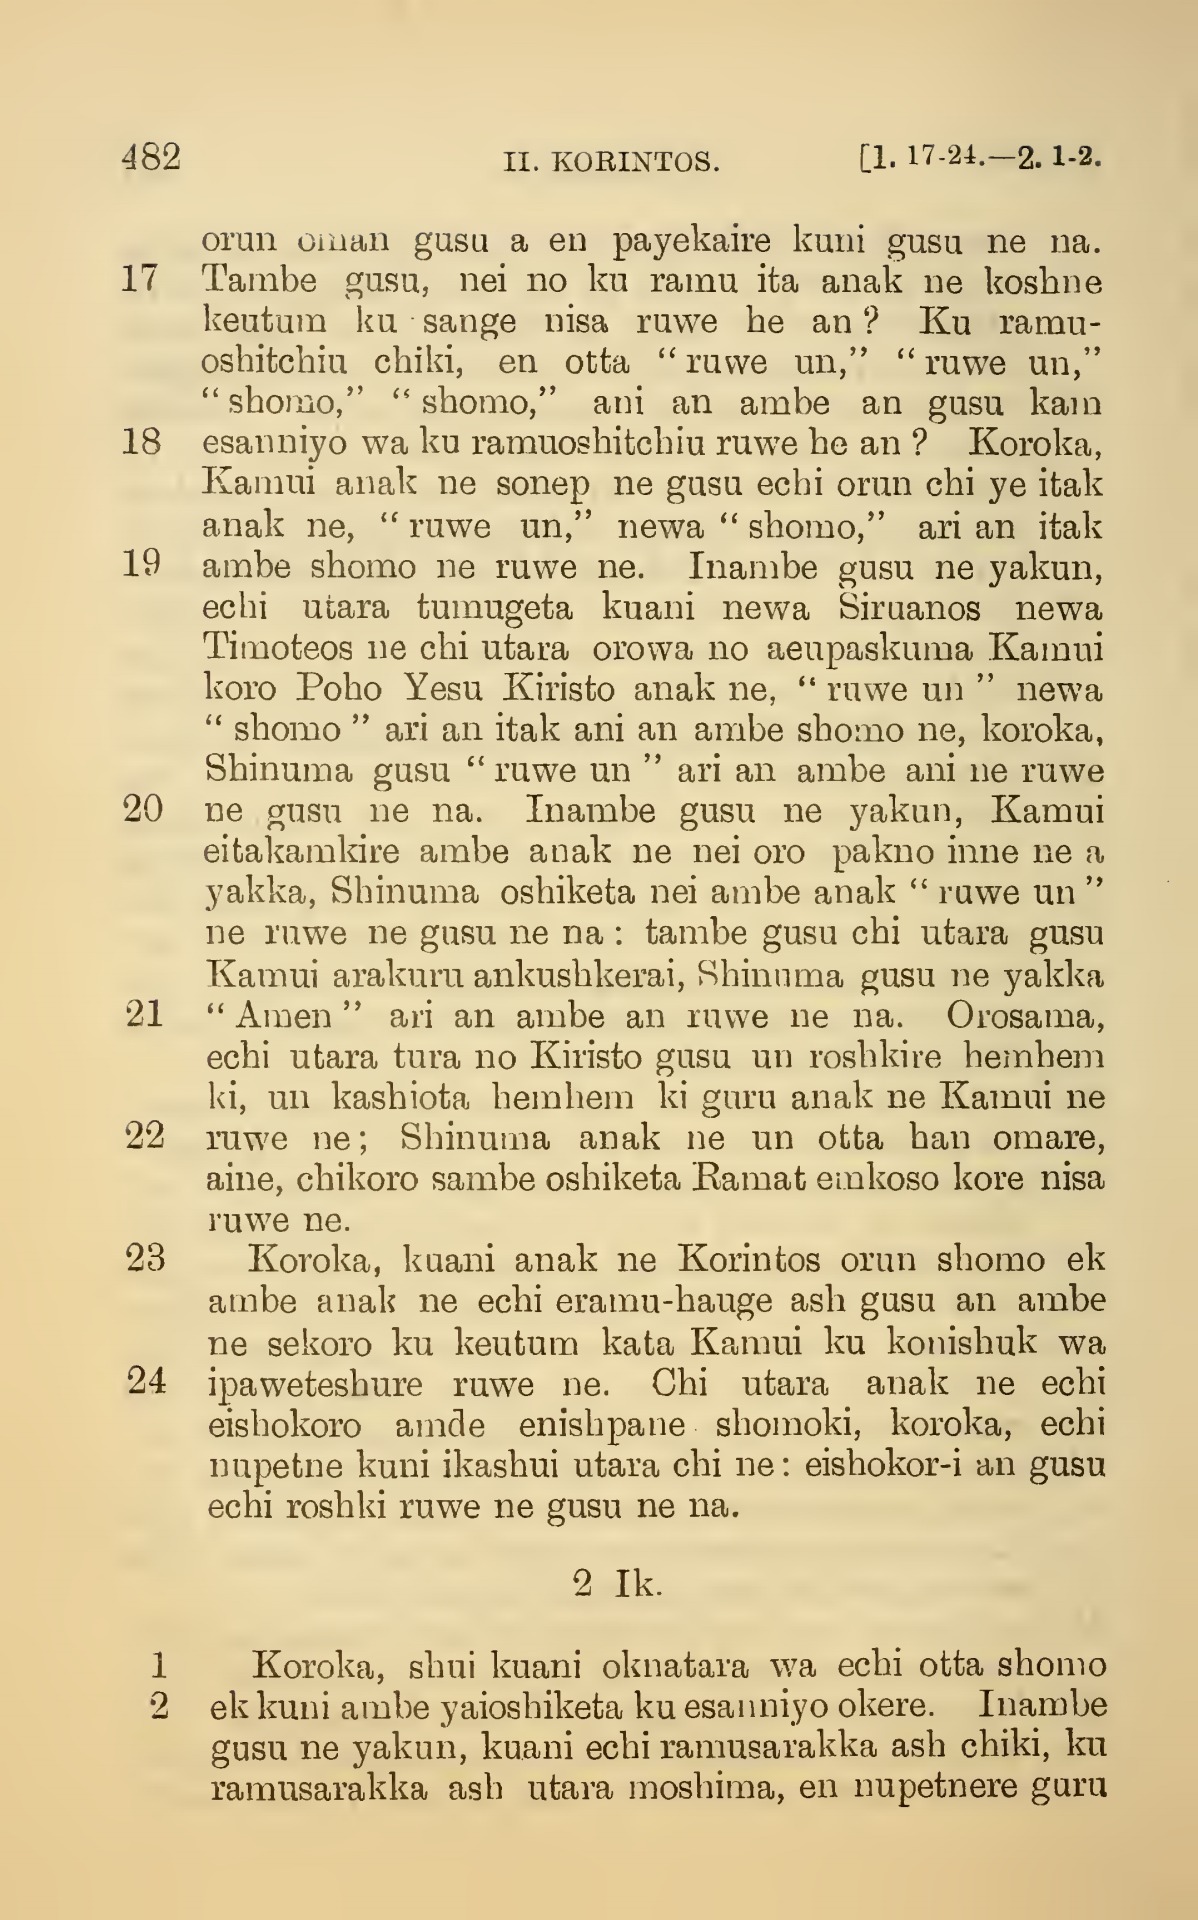 482 II. KORINTOS. [1. 17-24.—2. 1-2.
orun oman gusu a en payekaire kuni gusu ne na.
17 Tambe gusu, nei no ku ramu ita anak ne koshne
keutum ku sange nisa ruwe he an? Ku ramu-
oshitchiu chiki, en otta “ruwe un,” “ruwe un,”
“shomo,” “shomo,” ani an ambe an gusu kam
18 esanniyo wa ku ramuoshitchiu ruwe he an? Koroka,
Kamui anak ne sonep ne gusu echi orun chi ye itak
anak ne, “ruwe un,” newa “shomo,” ari an itak
19 ambe shomo ne ruwe ne. Inambe gusu ne yakun,
echi utara tumugeta kuani newa Siruanos newa
Timoteos ne chi utara orowa no aeupaskuma Kamui
koro Poho Yesu Kiristo anak ne, “ruwe un” newa
“shomo” ari an itak ani an ambe shomo ne, koroka,
Shinuma gusu “ruwe un” ari an ambe ani ne ruwe
20 ne gusu ne na. Inambe gusu ne yakun, Kamui
eitakamkire ambe anak ne nei oro pakno inne ne a
yakka, Shinuma oshiketa nei ambe anak “ruwe un”
ne ruwe ne gusu ne na: tambe gusu chi utara gusu
Kamui arakuru ankushkerai, Shinuma gusu ne yakka
21 “Amen” ari an ambe an ruwe ne na. Orosama,
echi utara tura no Kiristo gusu un roshkire hemhem
ki, un kashiota hemhem ki guru anak ne Kamui ne
22 ruwe ne; Shinuma anak ne un otta han omare,
aine, chikoro sambe oshiketa Ramat einkoso kore nisa
ruwe ne.
23 Koroka, kuani anak ne Korintos orun shomo ek
ambe anak ne echi eramu-hauge ash gusu an ambe
ne sekoro ku keutum kata Kamui ku konishuk wa
24 ipaweteshure ruwe ne. Chi utara anak ne echi
eishokoro amde enishpane shomoki, koroka, echi
nupetne kuni ikashui utara chi ne: eishokor-i an gusu
echi roshki ruwe ne gusu ne na.
2 Ik.
1 Koroka, shui kuani oknatara wa echi otta shomo
2 ek kuni ambe yaioshiketa ku esanniyo okere. Inambe
gusu ne yakun, kuani echi ramusarakka ash chiki, ku
ramusarakka ash utara moshima, en nupetnere guru